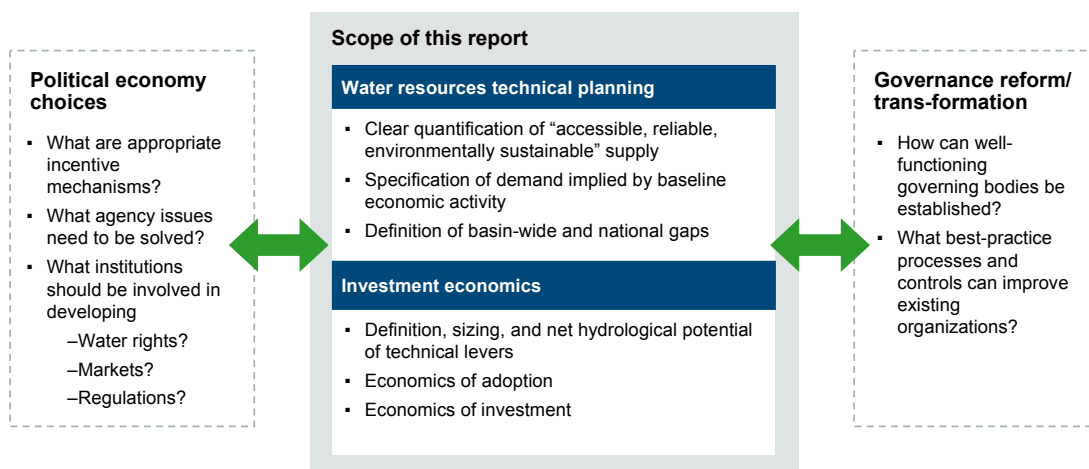 Political economy
choices
▪ What are appropriate
incentive
mechanisms?
▪ What agency issues
need to be solved?
▪ What institutions
should be involved in
developing
–Water rights?
–Markets?
–Regulations?
Scope of this report
Water resources technical planning
▪ Clear quantification of “accessible, reliable,
environmentally sustainable” supply
▪ Specification of demand implied by baseline
economic activity
▪ Definition of basin-wide and national gaps
Investment economics
▪ Definition, sizing, and net hydrological potential
of technical levers
▪ Economics of adoption
▪ Economics of investment
Governance reform/
trans-formation
▪ How can well-
functioning
governing bodies be
established?
▪ What best-practice
processes and
controls can improve
existing
organizations?